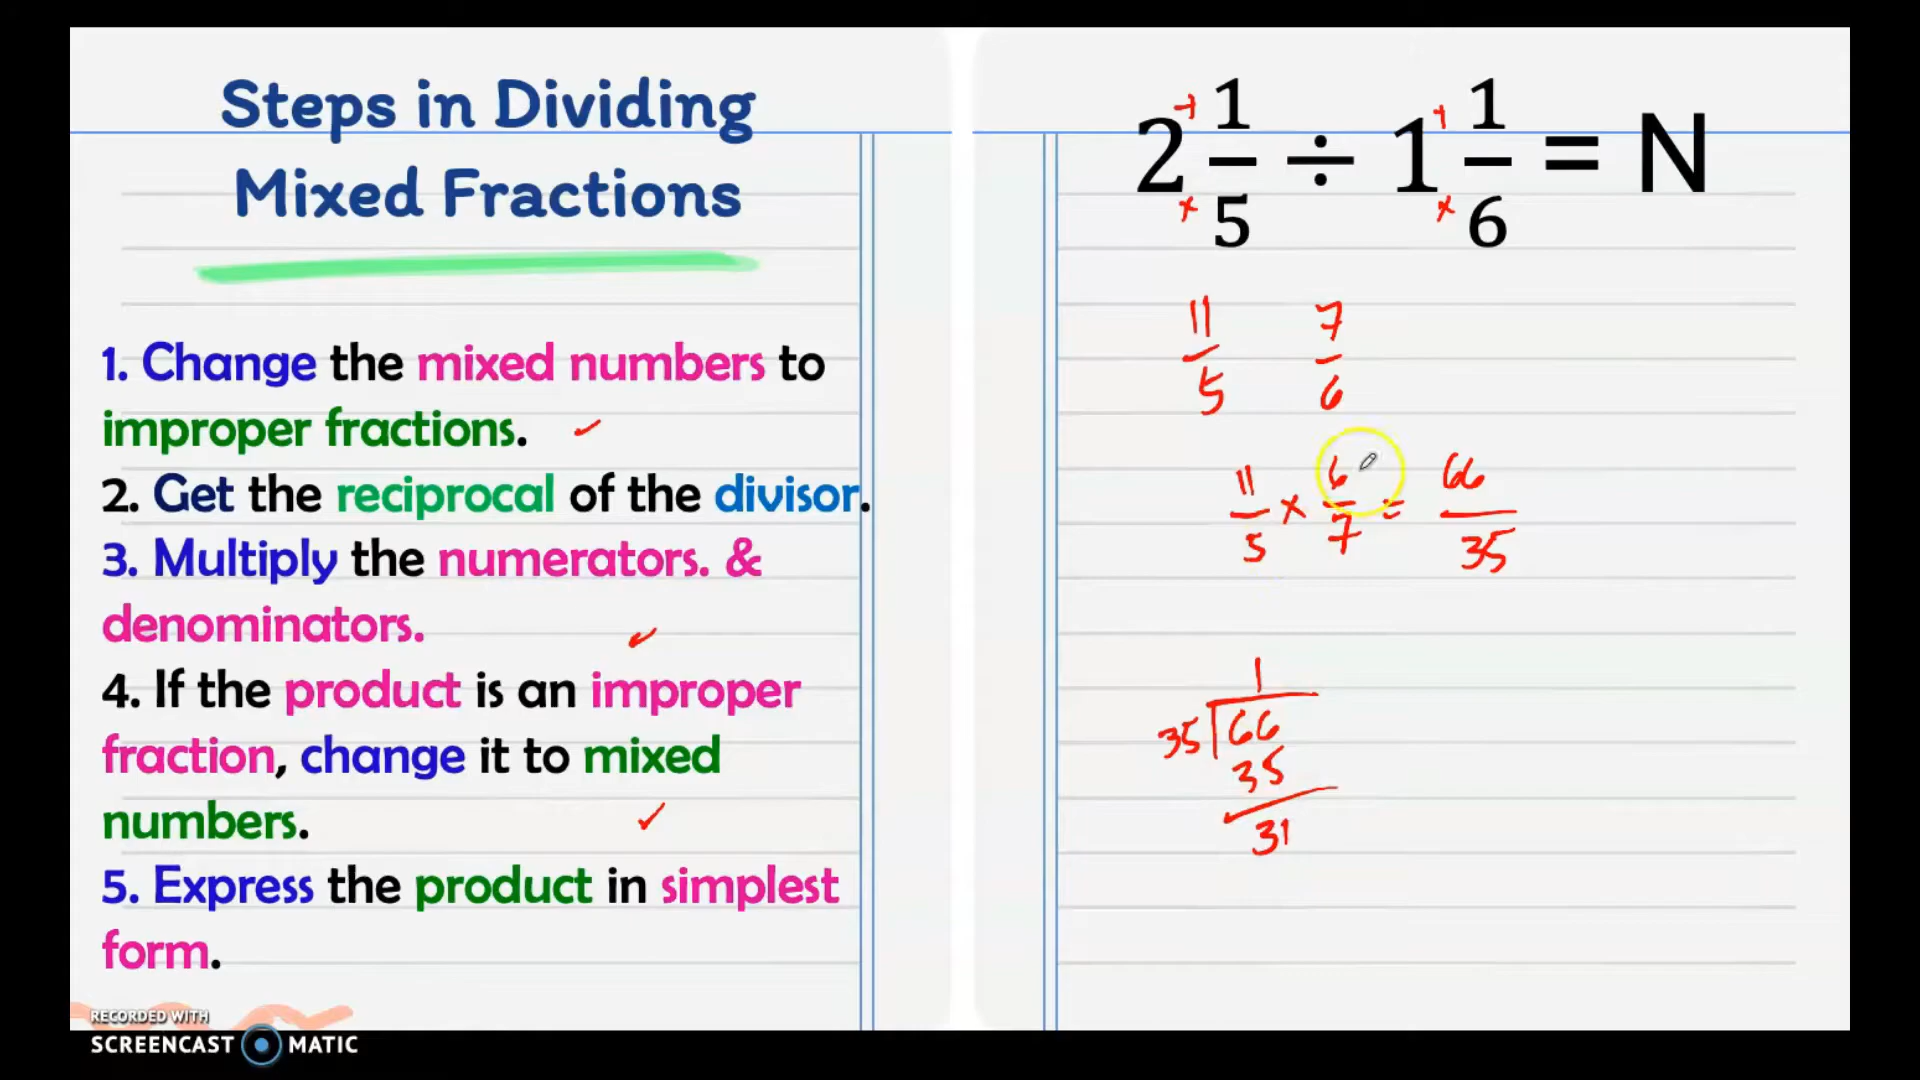 Steps in Dividing
Mixed Fractions
1. Change the mixed numbers to
improper fractions. ✓
2. Get the reciprocal of the divisor.
3. Multiply the numerators. &
denominators. ✓
4. If the product is an improper
fraction, change it to mixed
numbers. ✓
5. Express the product in simplest
form.
RECORDED WITH
SCREENCAST MATIC
+ 1 + 1
2 — ÷ 1 — = N
× 5 × 6
11 7
— —
5 6
11 6 66
— × — = —
5 7 35
1
35 66
35
31